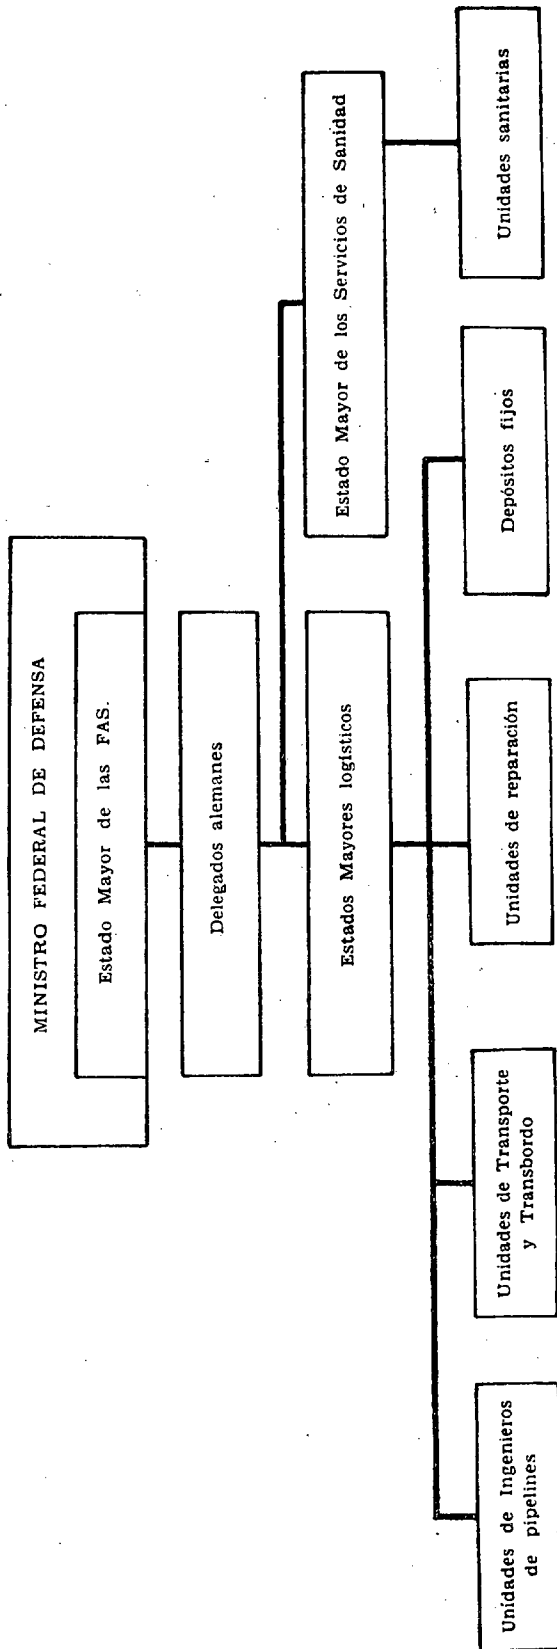 MINISTRO FEDERAL DE DEFENSA
Estado Mayor de las FAS.
Delegados alemanes
Estados Mayores logísticos
Estado Mayor de los Servicios de Sanidad
Unidades de Ingenieros
de pipelines
Unidades de Transporte
y Transbordo
Unidades de reparación
Depósitos fijos
Unidades sanitarias